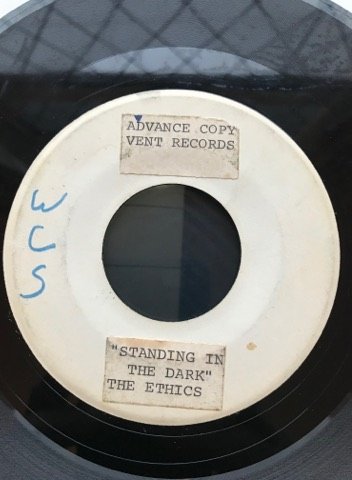 ADVANCE COPY
VENT RECORDS
WCS
"STANDING IN
THE DARK"
THE ETHICS